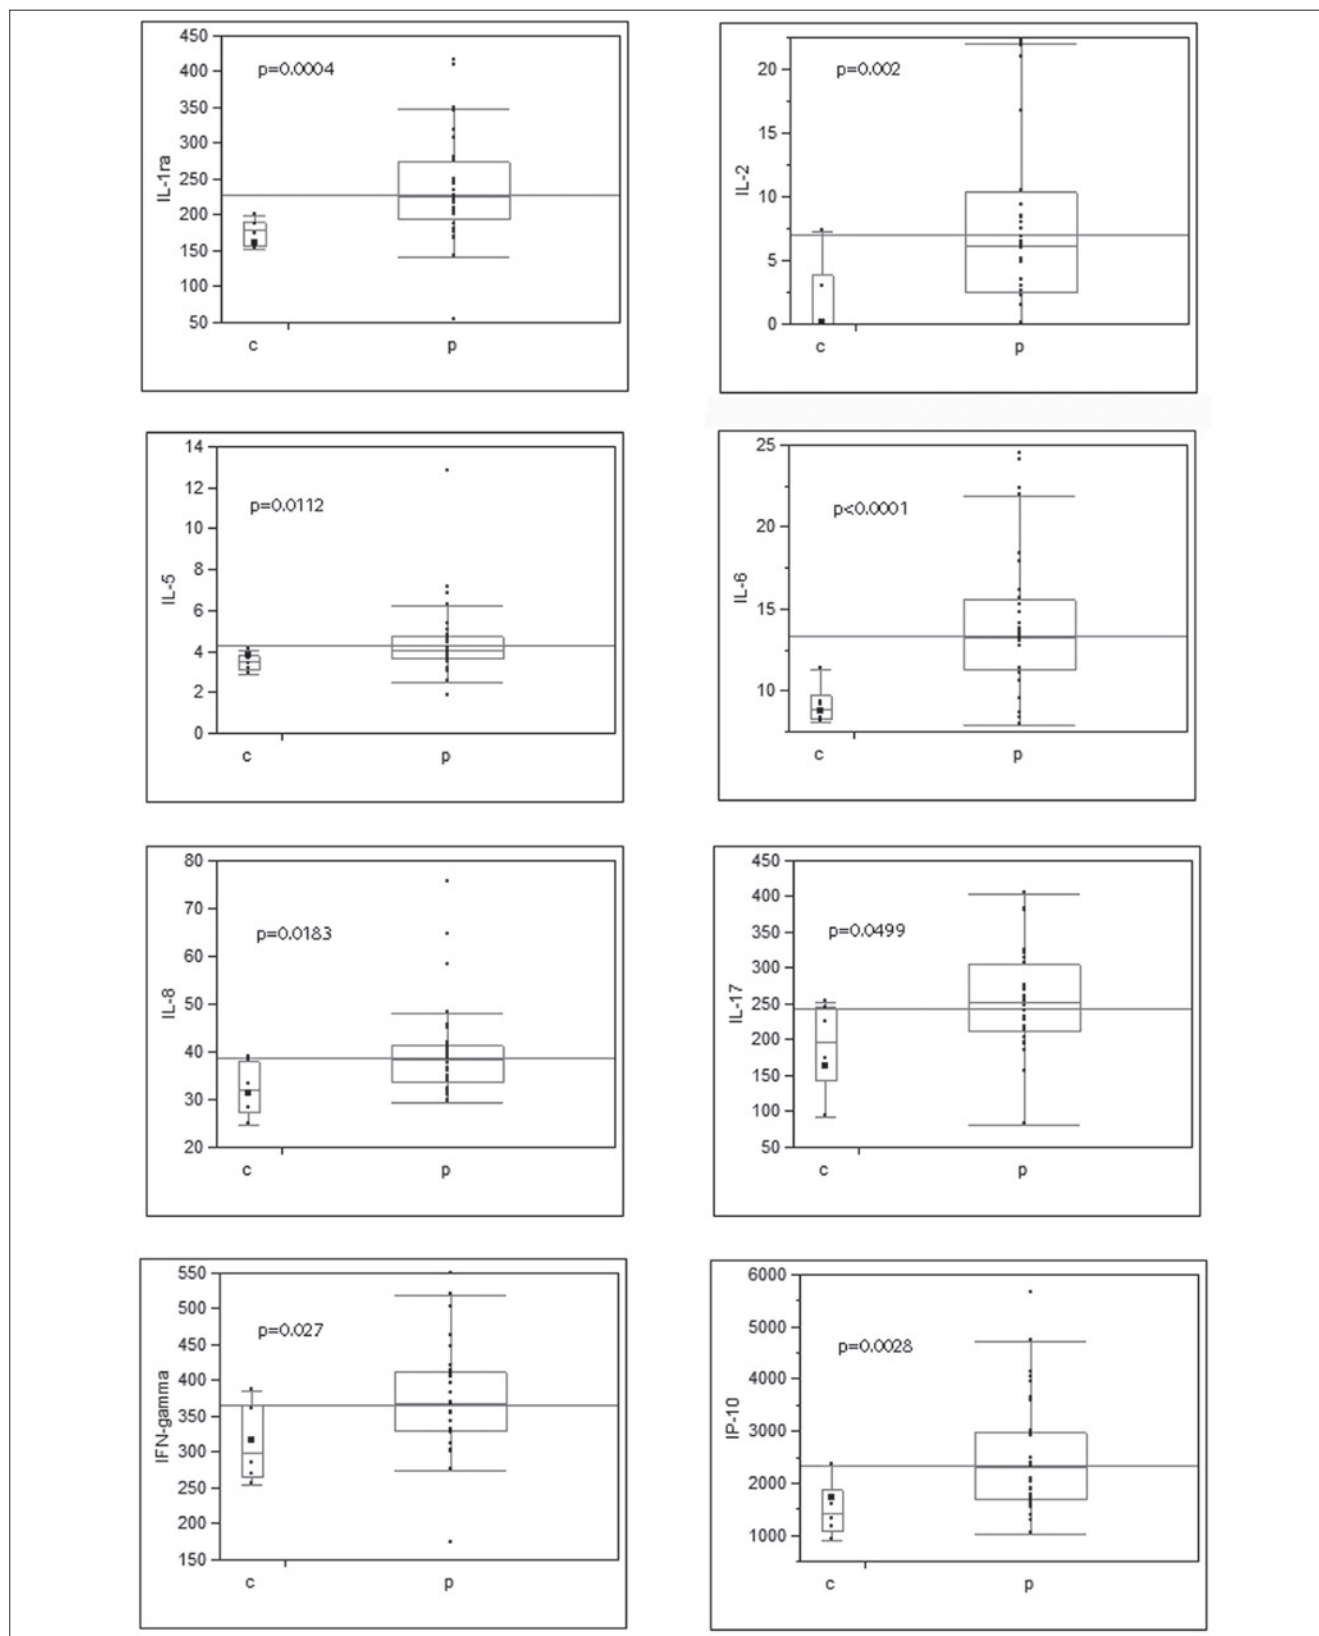 450
400
350
300
250
200
150
100
50
IL-1ra
p=0.0004
c
p
20
15
10
5
0
IL-2
p=0.002
c
p
14
12
10
8
6
4
2
0
IL-5
p=0.0112
c
p
25
20
15
10
IL-6
p<0.0001
c
p
80
70
60
50
40
30
20
IL-8
p=0.0183
c
p
450
400
350
300
250
200
150
100
50
IL-17
p=0.0499
c
p
550
500
450
400
350
300
250
200
150
IFN-gamma
p=0.027
c
p
6000
5000
4000
3000
2000
1000
IP-10
p=0.0028
c
p